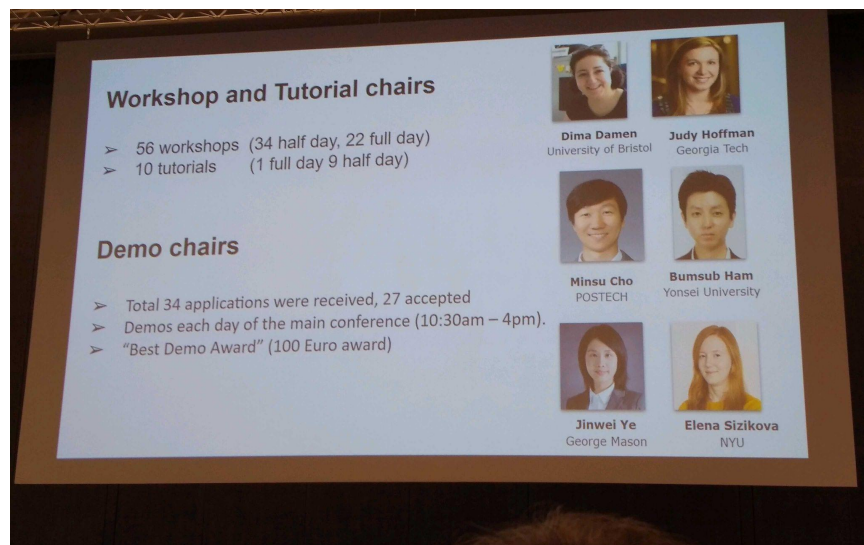 Workshop and Tutorial chairs
➢ 56 workshops (34 half day, 22 full day)
➢ 10 tutorials (1 full day 9 half day)
Demo chairs
➢ Total 34 applications were received, 27 accepted
➢ Demos each day of the main conference (10:30am – 4pm).
➢ “Best Demo Award” (100 Euro award)
Dima Damen
University of Bristol
Judy Hoffman
Georgia Tech
Minsu Cho
POSTECH
Bumsub Ham
Yonsei University
Jinwei Ye
George Mason
Elena Sizikova
NYU